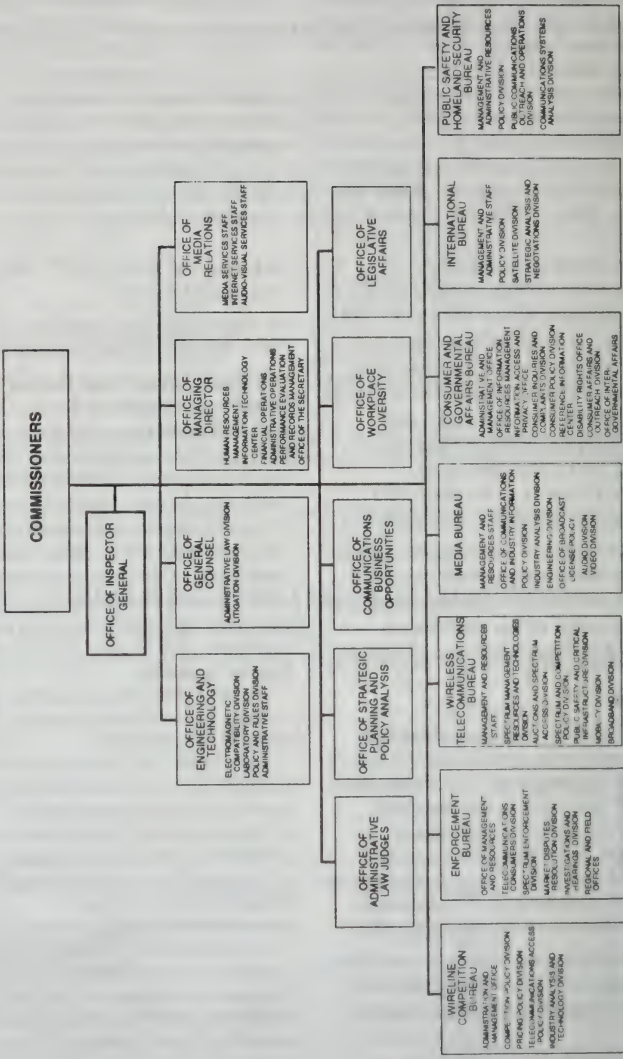 COMMISSIONERS
OFFICE OF INSPECTOR
GENERAL
OFFICE OF
ENGINEERING AND
TECHNOLOGY
ELECTROMAGNETIC
COMPATIBILITY DIVISION
LABORATORY DIVISION
POLICY AND RULES DIVISION
ADMINISTRATIVE STAFF
OFFICE OF
GENERAL
COUNSEL
ADMINISTRATIVE LAW DIVISION
LITIGATION DIVISION
OFFICE OF
MANAGING
DIRECTOR
HUMAN RESOURCES
MANAGEMENT
INFORMATION TECHNOLOGY
CENTER
FINANCIAL OPERATIONS
ADMINISTRATIVE OPERATIONS
PERFORMANCE EVALUATION
AND RECORDS MANAGEMENT
OFFICE OF THE SECRETARY
OFFICE OF
MEDIA
RELATIONS
MEDIA SERVICES STAFF
INTERNET SERVICES STAFF
AUDIO-VISUAL SERVICES STAFF
OFFICE OF
ADMINISTRATIVE
LAW JUDGES
OFFICE OF STRATEGIC
PLANNING AND
POLICY ANALYSIS
OFFICE OF
COMMUNICATIONS
BUSINESS
OPPORTUNITIES
OFFICE OF
WORKPLACE
DIVERSITY
OFFICE OF
LEGISLATIVE
AFFAIRS
WIRELINE
COMPETITION
BUREAU
ADMINISTRATION AND
MANAGEMENT OFFICE
COMPETITION POLICY DIVISION
PRICING POLICY DIVISION
TELECOMMUNICATIONS ACCESS
POLICY DIVISION
INDUSTRY ANALYSIS AND
TECHNOLOGY DIVISION
ENFORCEMENT
BUREAU
OFFICE OF MANAGEMENT
AND RESOURCES
TELECOMMUNICATIONS
CONSUMERS DIVISION
SPECTRUM ENFORCEMENT
DIVISION
MARKET DISPUTES
RESOLUTION DIVISION
INVESTIGATIONS AND
HEARINGS DIVISION
REGIONAL AND FIELD
OFFICES
WIRELESS
TELECOMMUNICATIONS
BUREAU
MANAGEMENT AND RESOURCES
STAFF
SPECTRUM MANAGEMENT
RESOURCES AND TECHNOLOGIES
DIVISION
AUCTIONS AND SPECTRUM
ACCESS DIVISION
SPECTRUM AND COMPETITION
POLICY DIVISION
PUBLIC SAFETY AND CRITICAL
INFRASTRUCTURE DIVISION
MOBILITY DIVISION
BROADBAND DIVISION
MEDIA BUREAU
MANAGEMENT AND
RESOURCES STAFF
OFFICE OF COMMUNICATIONS
AND INDUSTRY INFORMATION
POLICY DIVISION
INDUSTRY ANALYSIS DIVISION
ENGINEERING DIVISION
OFFICE OF BROADCAST
LICENSE POLICY
AUDIO DIVISION
VIDEO DIVISION
CONSUMER AND
GOVERNMENTAL
AFFAIRS BUREAU
ADMINISTRATIVE AND
MANAGEMENT OFFICE
OFFICE OF INFORMATION
RESOURCES MANAGEMENT
INFORMATION ACCESS AND
PRIVACY OFFICE
CONSUMER INQUIRIES AND
COMPLAINTS DIVISION
CONSUMER POLICY DIVISION
REFERENCE INFORMATION
CENTER
DISABILITY RIGHTS OFFICE
CONSUMER AFFAIRS AND
OUTREACH DIVISION
OFFICE OF INTER-
GOVERNMENTAL AFFAIRS
INTERNATIONAL
BUREAU
MANAGEMENT AND
ADMINISTRATIVE STAFF
POLICY DIVISION
SATELLITE DIVISION
STRATEGIC ANALYSIS AND
NEGOTIATIONS DIVISION
PUBLIC SAFETY AND
HOMELAND SECURITY
BUREAU
MANAGEMENT AND
ADMINISTRATIVE RESOURCES
POLICY DIVISION
PUBLIC COMMUNICATIONS
OUTREACH AND OPERATIONS
DIVISION
COMMUNICATIONS SYSTEMS
ANALYSIS DIVISION